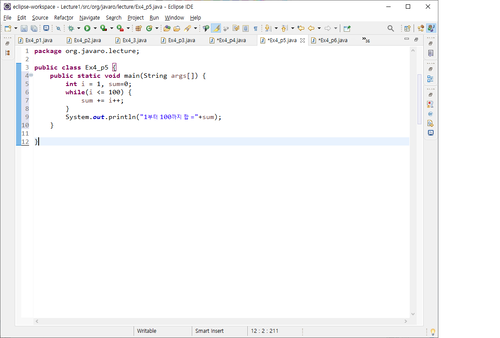 eclipse-workspace - Lecture1/src/org/javaro/lecture/Ex4_p5.java - Eclipse IDE
File Edit Source Refactor Navigate Search Project Run Window Help
Ex4_p1.java Ex4_p2.java Ex4_3.java Ex4_p3.java *Ex4_p4.java *Ex4_p5.java *Ex4_p6.java
1 package org.javaro.lecture;
2
3 public class Ex4_p5 {
4 public static void main(String args[]) {
5 int i = 1, sum=0;
6 while(i <= 100) {
7 sum += i++;
8 }
9 System.out.println("1부터 100까지 합 ="+sum);
10 }
11
12 }
Writable Smart Insert 12 : 2 : 211